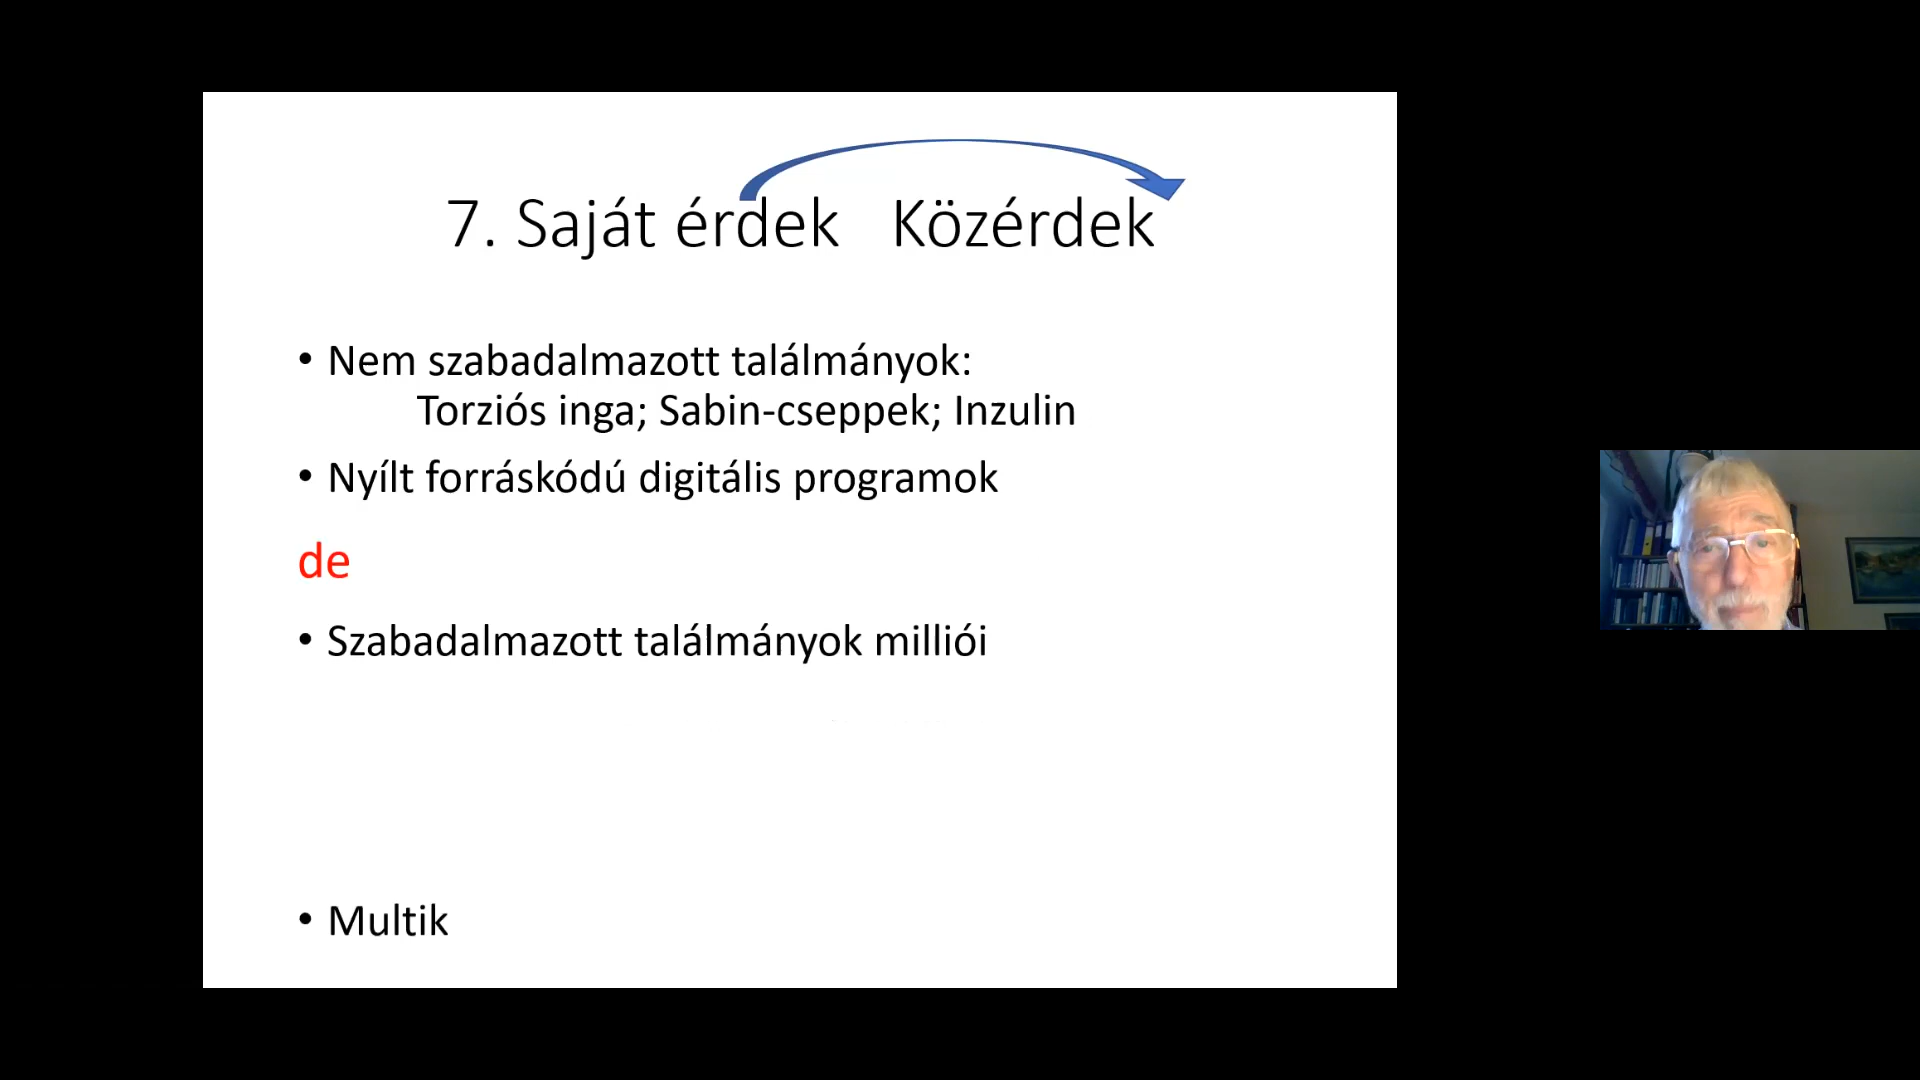 7. Saját érdek Közérdek
• Nem szabadalmazott találmányok:
Torziós inga; Sabin-cseppek; Inzulin
• Nyílt forráskódú digitális programok
de
• Szabadalmazott találmányok milliói
• Multik